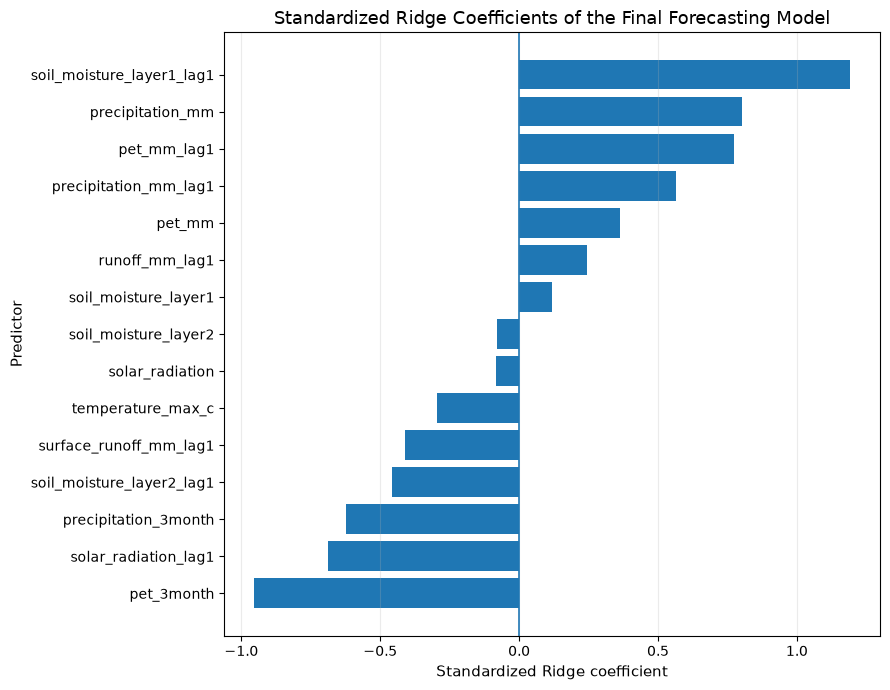 Standardized Ridge Coefficients of the Final Forecasting Model
Predictor
soil_moisture_layer1_lag1
precipitation_mm
pet_mm_lag1
precipitation_mm_lag1
pet_mm
runoff_mm_lag1
soil_moisture_layer1
soil_moisture_layer2
solar_radiation
temperature_max_c
surface_runoff_mm_lag1
soil_moisture_layer2_lag1
precipitation_3month
solar_radiation_lag1
pet_3month
−1.0 −0.5 0.0 0.5 1.0
Standardized Ridge coefficient